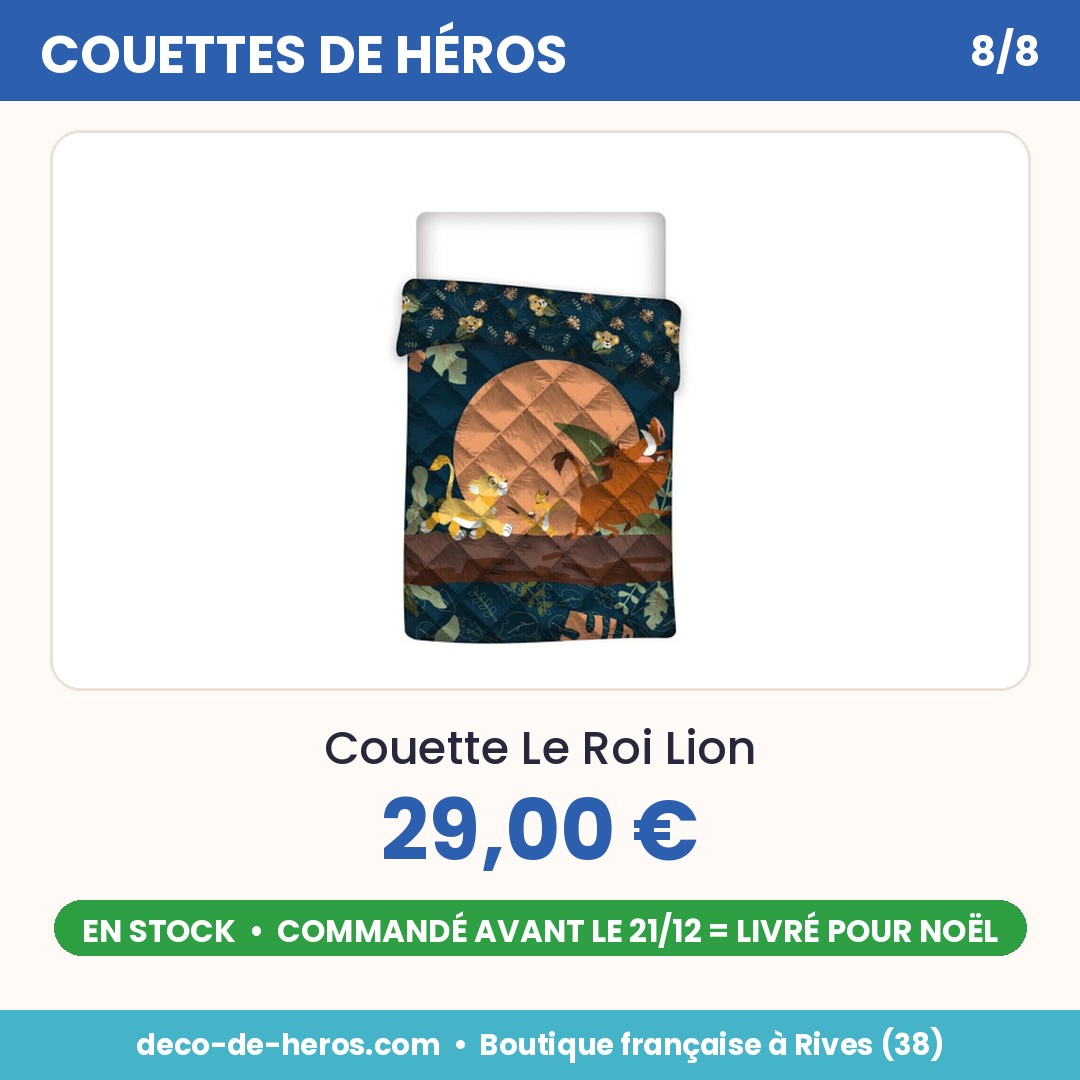 COUETTES DE HÉROS
8/8
Couette Le Roi Lion
29,00 €
EN STOCK • COMMANDÉ AVANT LE 21/12 = LIVRÉ POUR NOËL
deco-de-heros.com • Boutique française à Rives (38)